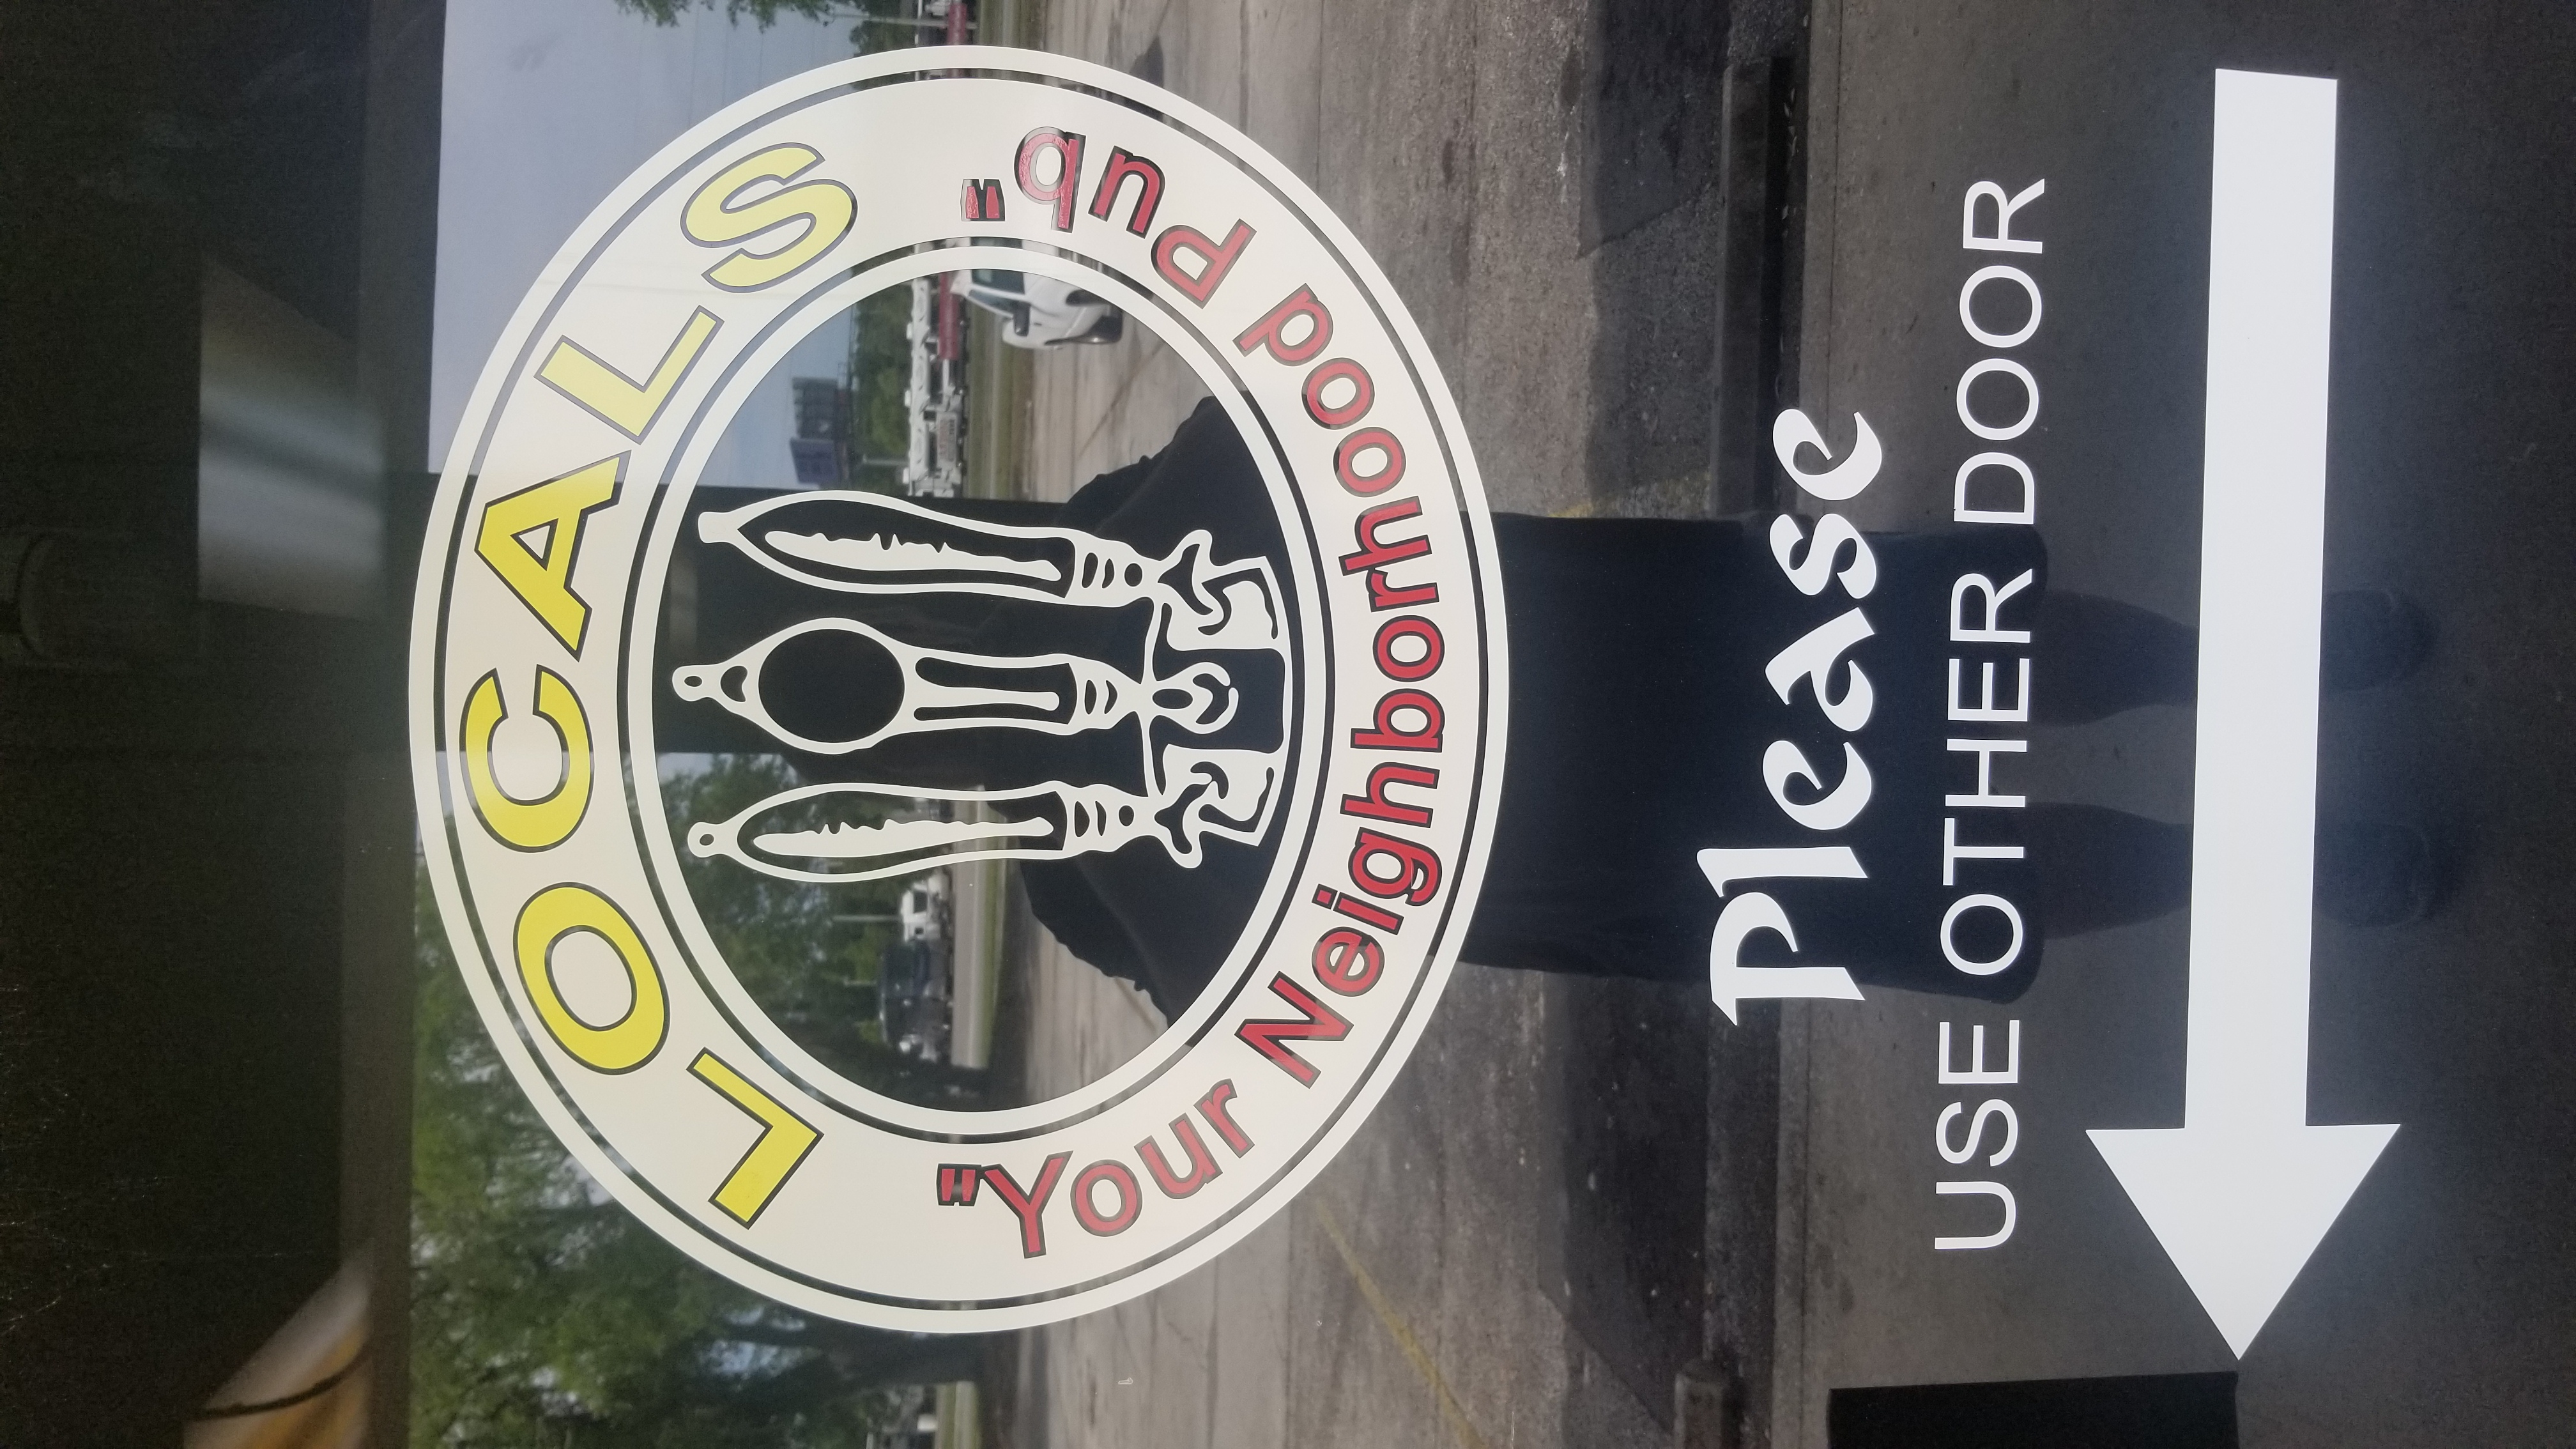 LOCALS
"Your Neighborhood Pub"
Please
USE OTHER DOOR